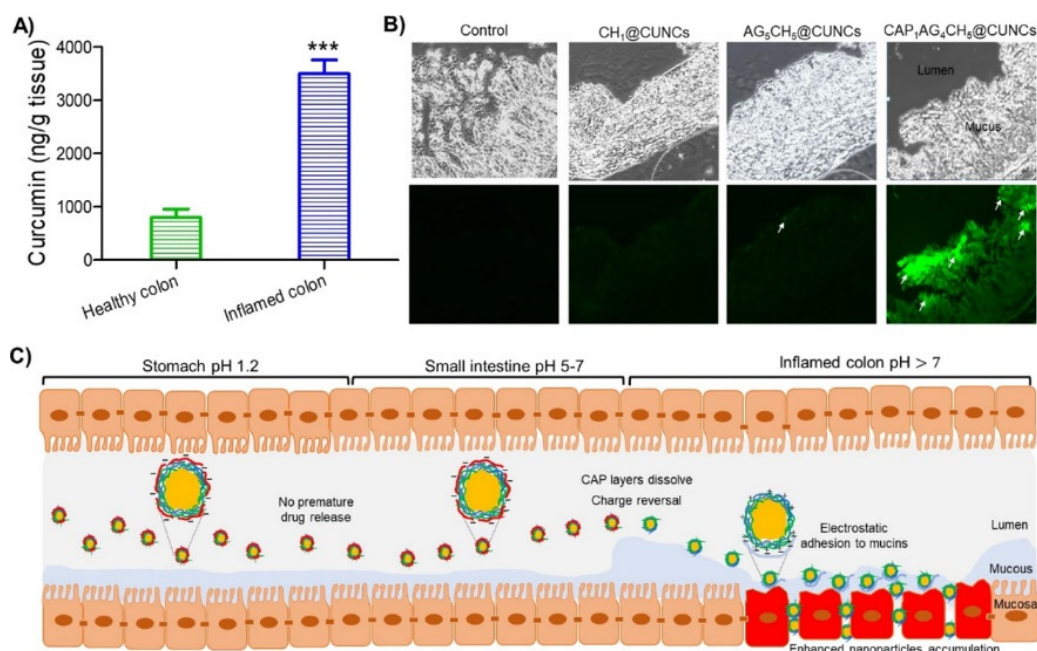 A)
Curcumin (ng/g tissue)
4000
3000
2000
1000
0
***
Healthy colon
Inflamed colon
B)
Control
CH₁@CUNCs
AG₅CH₅@CUNCs
CAP₁AG₄CH₅@CUNCs
Lumen
Mucus
C)
Stomach pH 1.2
Small intestine pH 5-7
Inflamed colon pH > 7
No premature
drug release
CAP layers dissolve
Charge reversal
Electrostatic
adhesion to mucins
Lumen
Mucous
Mucosa
Enhanced nanoparticles accumulation